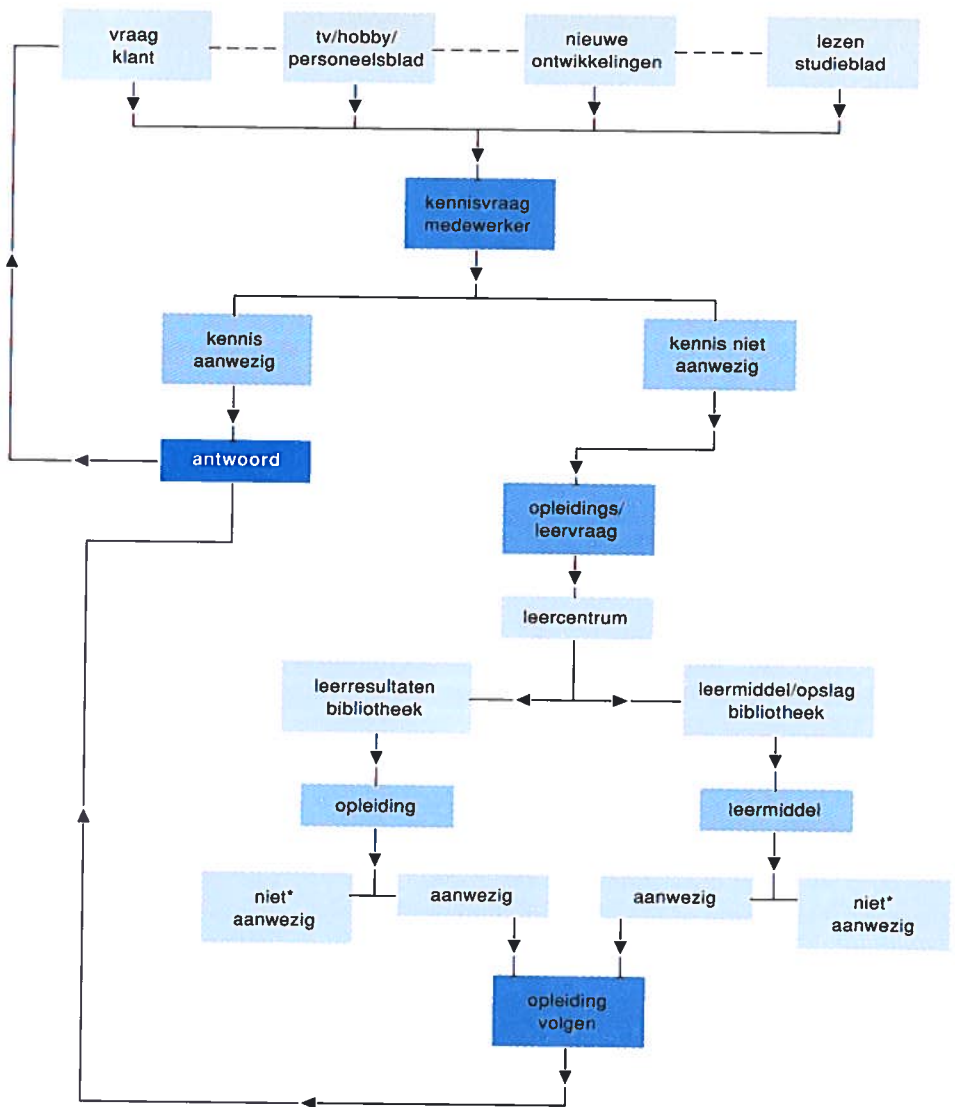 vraag
klant
tv/hobby/
personeelsblad
nieuwe
ontwikkelingen
lezen
studieblad
kennisvraag
medewerker
kennis
aanwezig
kennis niet
aanwezig
antwoord
opleidings/
leervraag
leercentrum
leerresultaten
bibliotheek
leermiddel/opslag
bibliotheek
opleiding
leermiddel
niet*
aanwezig
aanwezig
aanwezig
niet*
aanwezig
opleiding
volgen